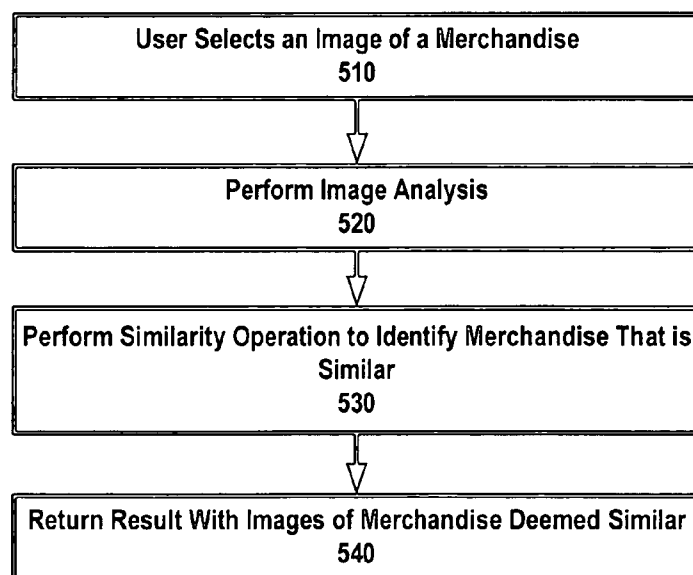 User Selects an Image of a Merchandise
510
Perform Image Analysis
520
Perform Similarity Operation to Identify Merchandise That is
Similar
530
Return Result With Images of Merchandise Deemed Similar
540